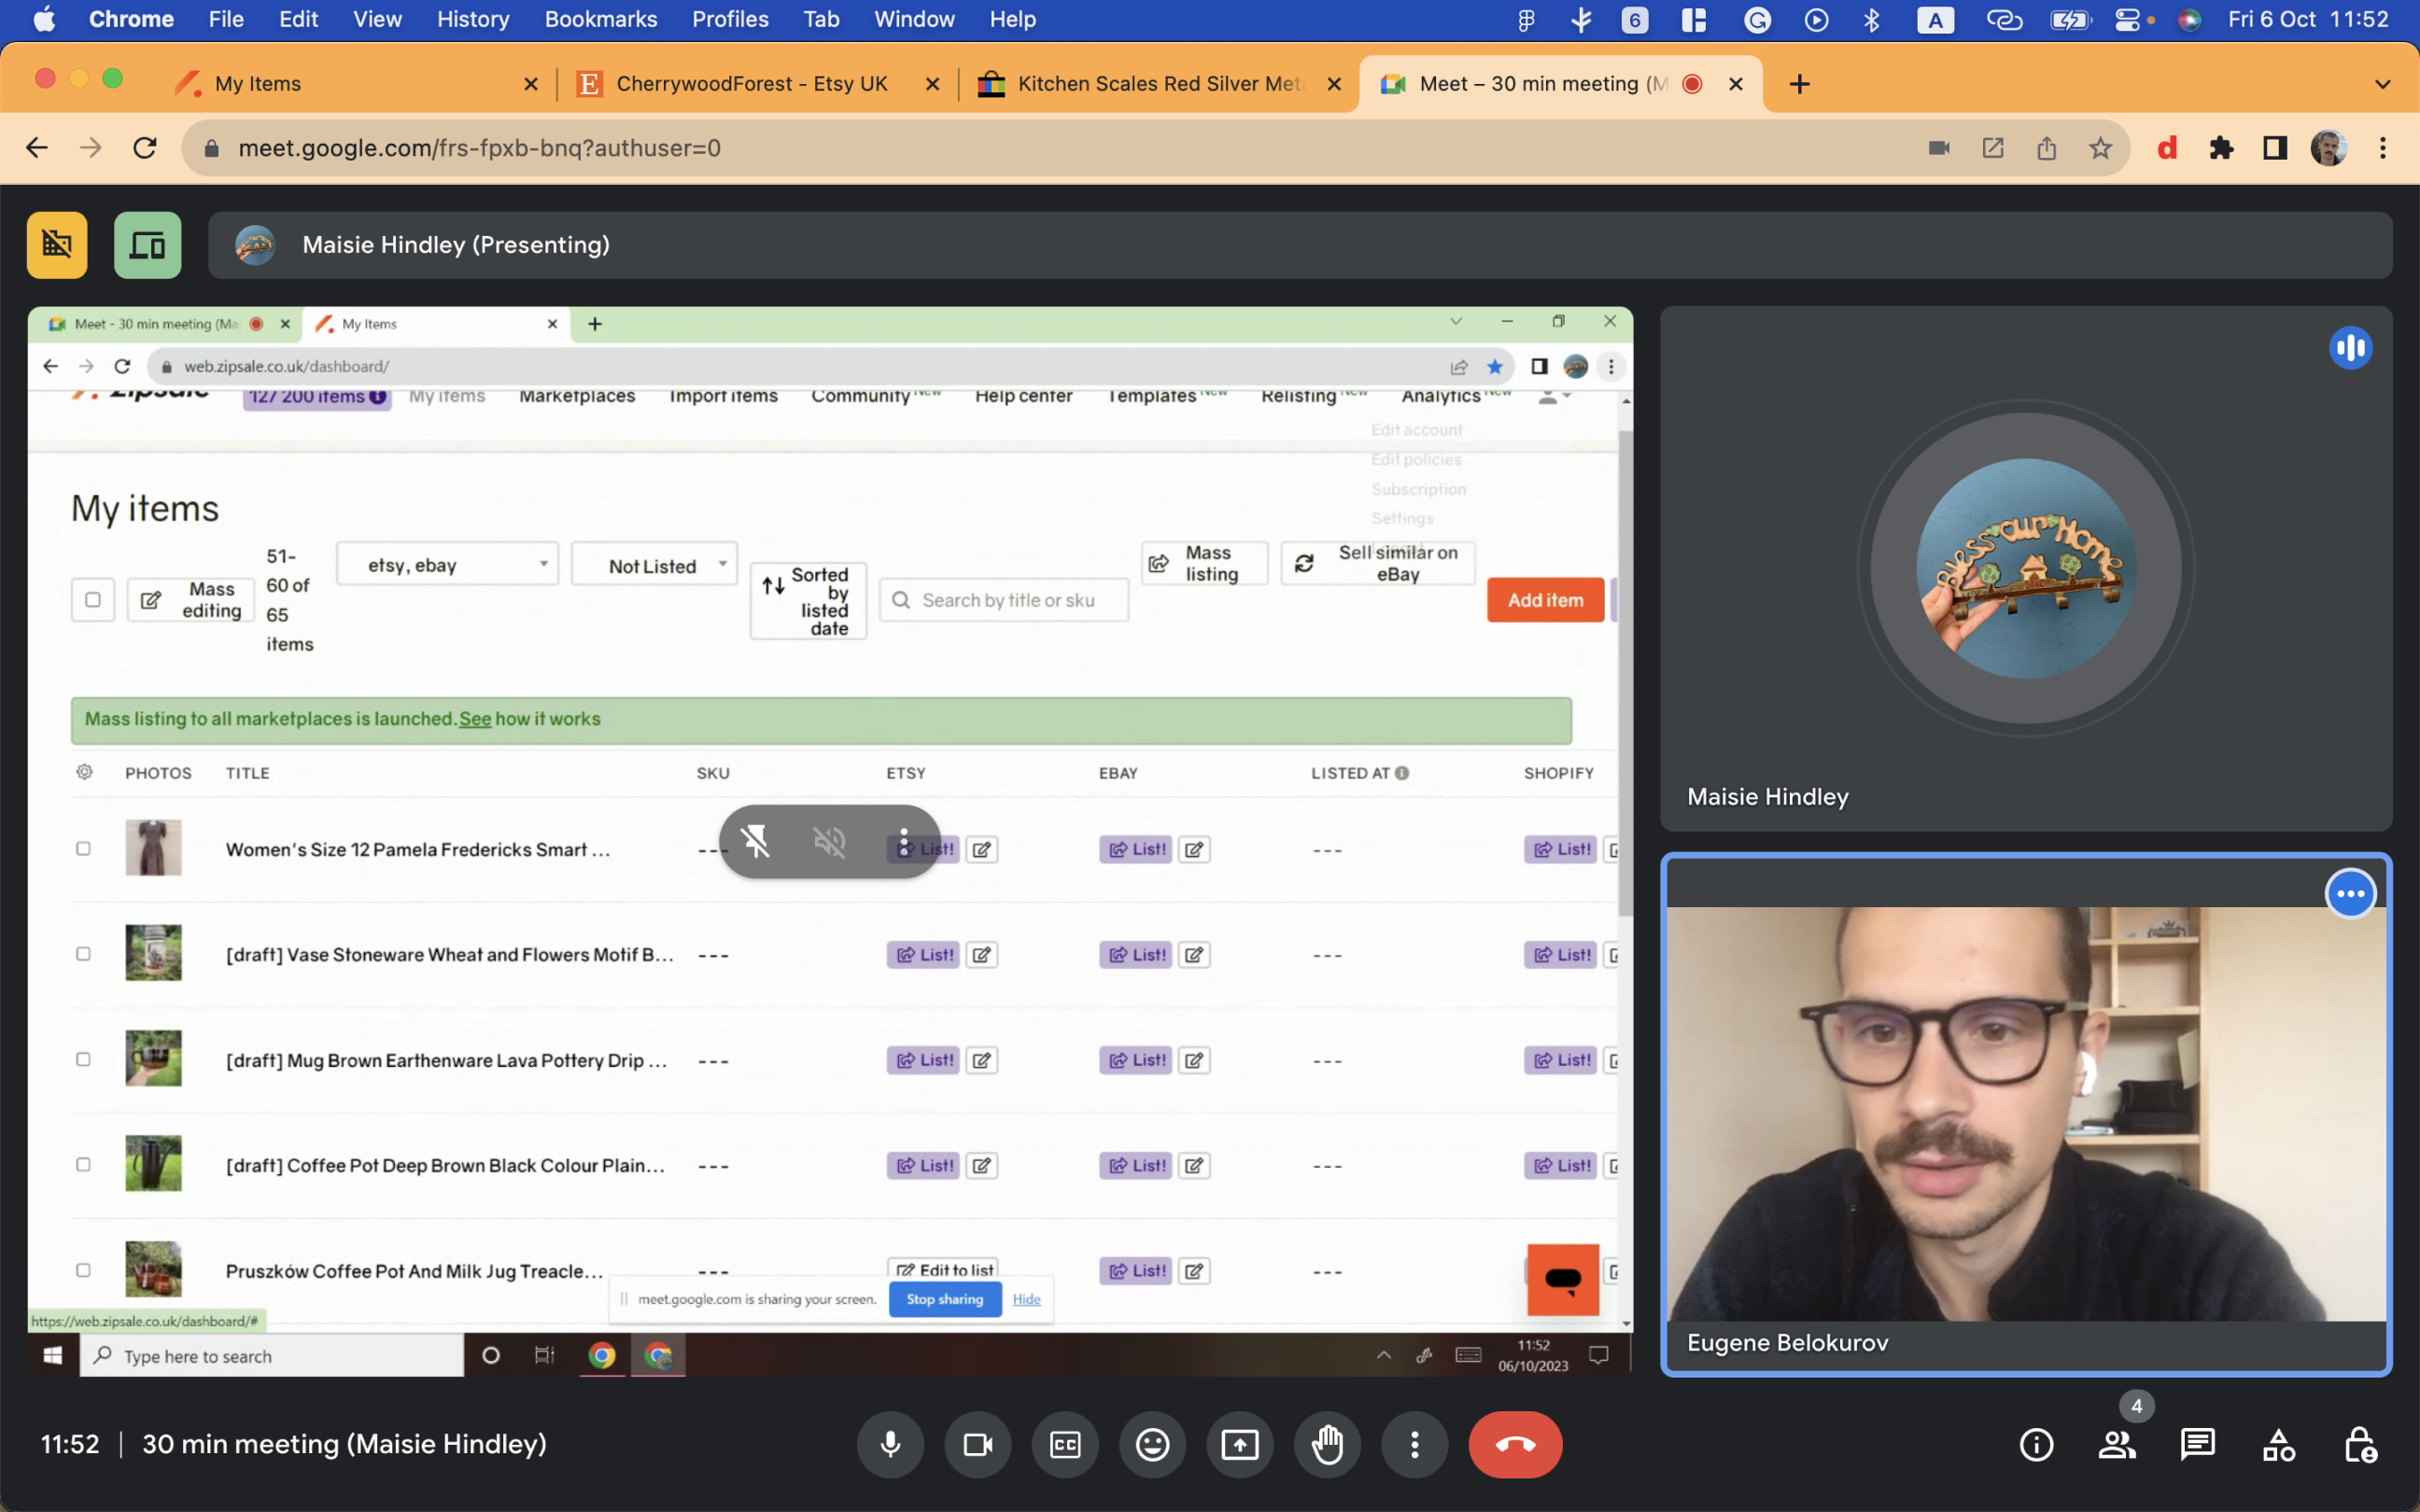 Chrome File Edit View History Bookmarks Profiles Tab Window Help 6 A Fri 6 Oct 11:52
My Items CherrywoodForest - Etsy UK Kitchen Scales Red Silver Meta Meet – 30 min meeting (M
meet.google.com/frs-fpxb-bnq?authuser=0
Maisie Hindley (Presenting)
Meet - 30 min meeting (Ma My Items
web.zipsale.co.uk/dashboard/
zipsale 127 200 items My items Marketplaces Import items Community New Help center Templates New Relisting New Analytics New
Edit account
Edit policies
Subscription
Settings
My items
Mass editing
51-
60 of
65
items
etsy, ebay
Not Listed
Sorted
by
listed
date
Search by title or sku
Mass
listing
Sell similar on
eBay
Add item
Mass listing to all marketplaces is launched. See how it works
PHOTOS TITLE SKU ETSY EBAY LISTED AT SHOPIFY
Women's Size 12 Pamela Fredericks Smart ... --- List! List! --- List!
[draft] Vase Stoneware Wheat and Flowers Motif B... --- List! List! --- List!
[draft] Mug Brown Earthenware Lava Pottery Drip ... --- List! List! --- List!
[draft] Coffee Pot Deep Brown Black Colour Plain... --- List! List! --- List!
Pruszków Coffee Pot And Milk Jug Treacle... --- Edit to list List! ---
meet.google.com is sharing your screen. Stop sharing Hide
https://web.zipsale.co.uk/dashboard/#
Type here to search
11:52
06/10/2023
Bless our Home
Maisie Hindley
Eugene Belokurov
4
11:52 | 30 min meeting (Maisie Hindley)
CC